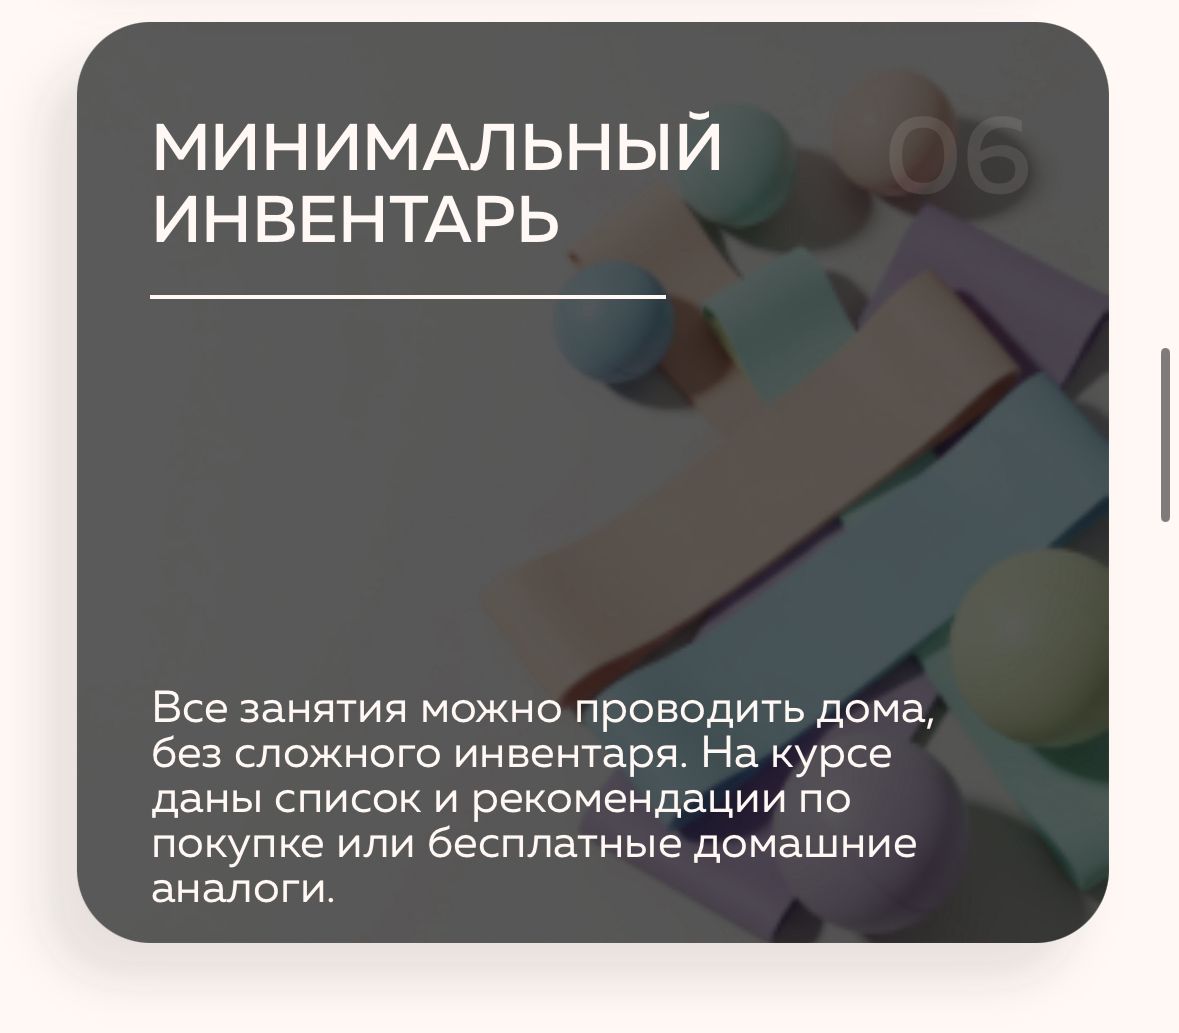 МИНИМАЛЬНЫЙ
06
ИНВЕНТАРЬ
Все занятия можно проводить дома,
без сложного инвентаря. На курсе
даны список и рекомендации по
покупке или бесплатные домашние
аналоги.